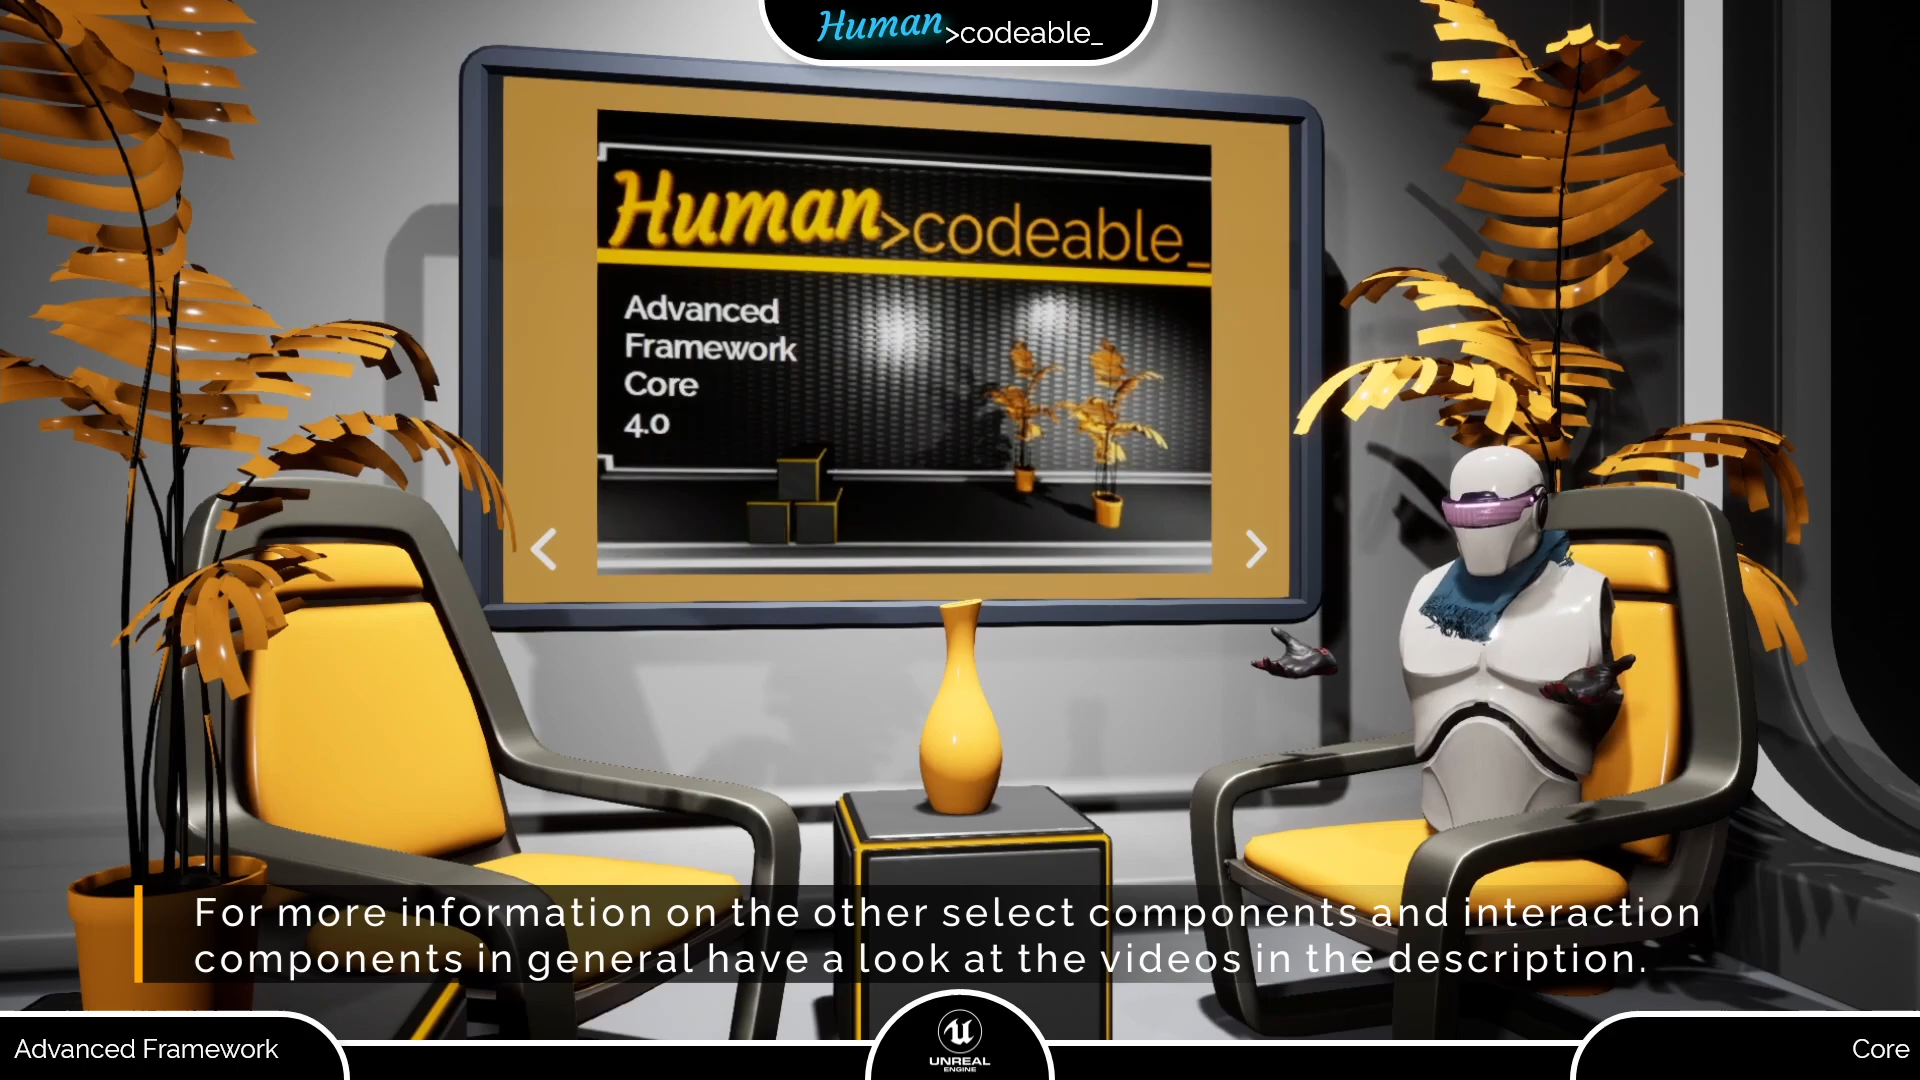 Human >codeable_
Human>codeable_
Advanced
Framework
Core
4.0
For more information on the other select components and interaction
components in general have a look at the videos in the description.
Advanced Framework
UNREAL
ENGINE
Core